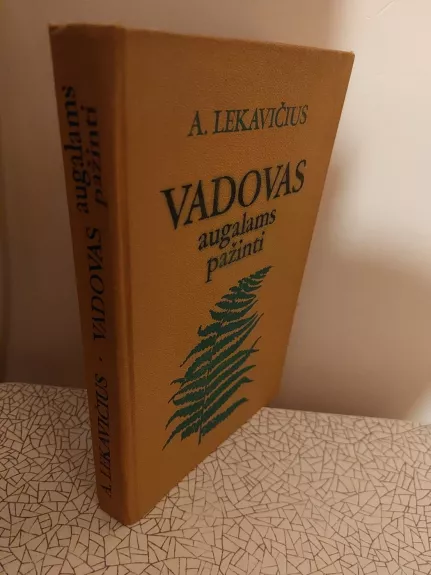 A. LEKAVIČIUS
VADOVAS
augalams
pažinti
A. LEKAVIČIUS · VADOVAS augalams
pažinti